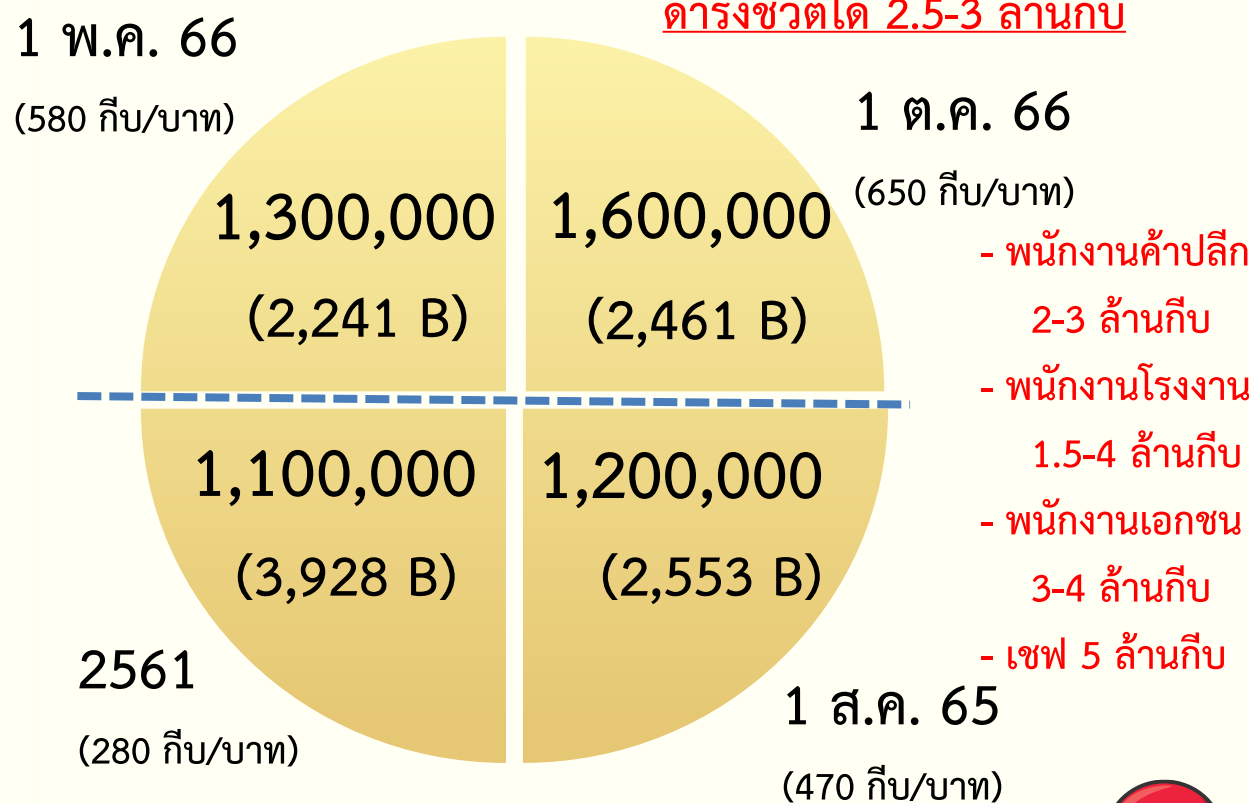 ดำรงชีวิตได้ 2.5-3 ล้านกีบ
1 พ.ค. 66
(580 กีบ/บาท)
1 ต.ค. 66
(650 กีบ/บาท)
1,300,000
(2,241 B)
1,600,000
(2,461 B)
1,100,000
(3,928 B)
1,200,000
(2,553 B)
2561
(280 กีบ/บาท)
1 ส.ค. 65
(470 กีบ/บาท)
- พนักงานค้าปลีก
2-3 ล้านกีบ
- พนักงานโรงงาน
1.5-4 ล้านกีบ
- พนักงานเอกชน
3-4 ล้านกีบ
- เชฟ 5 ล้านกีบ